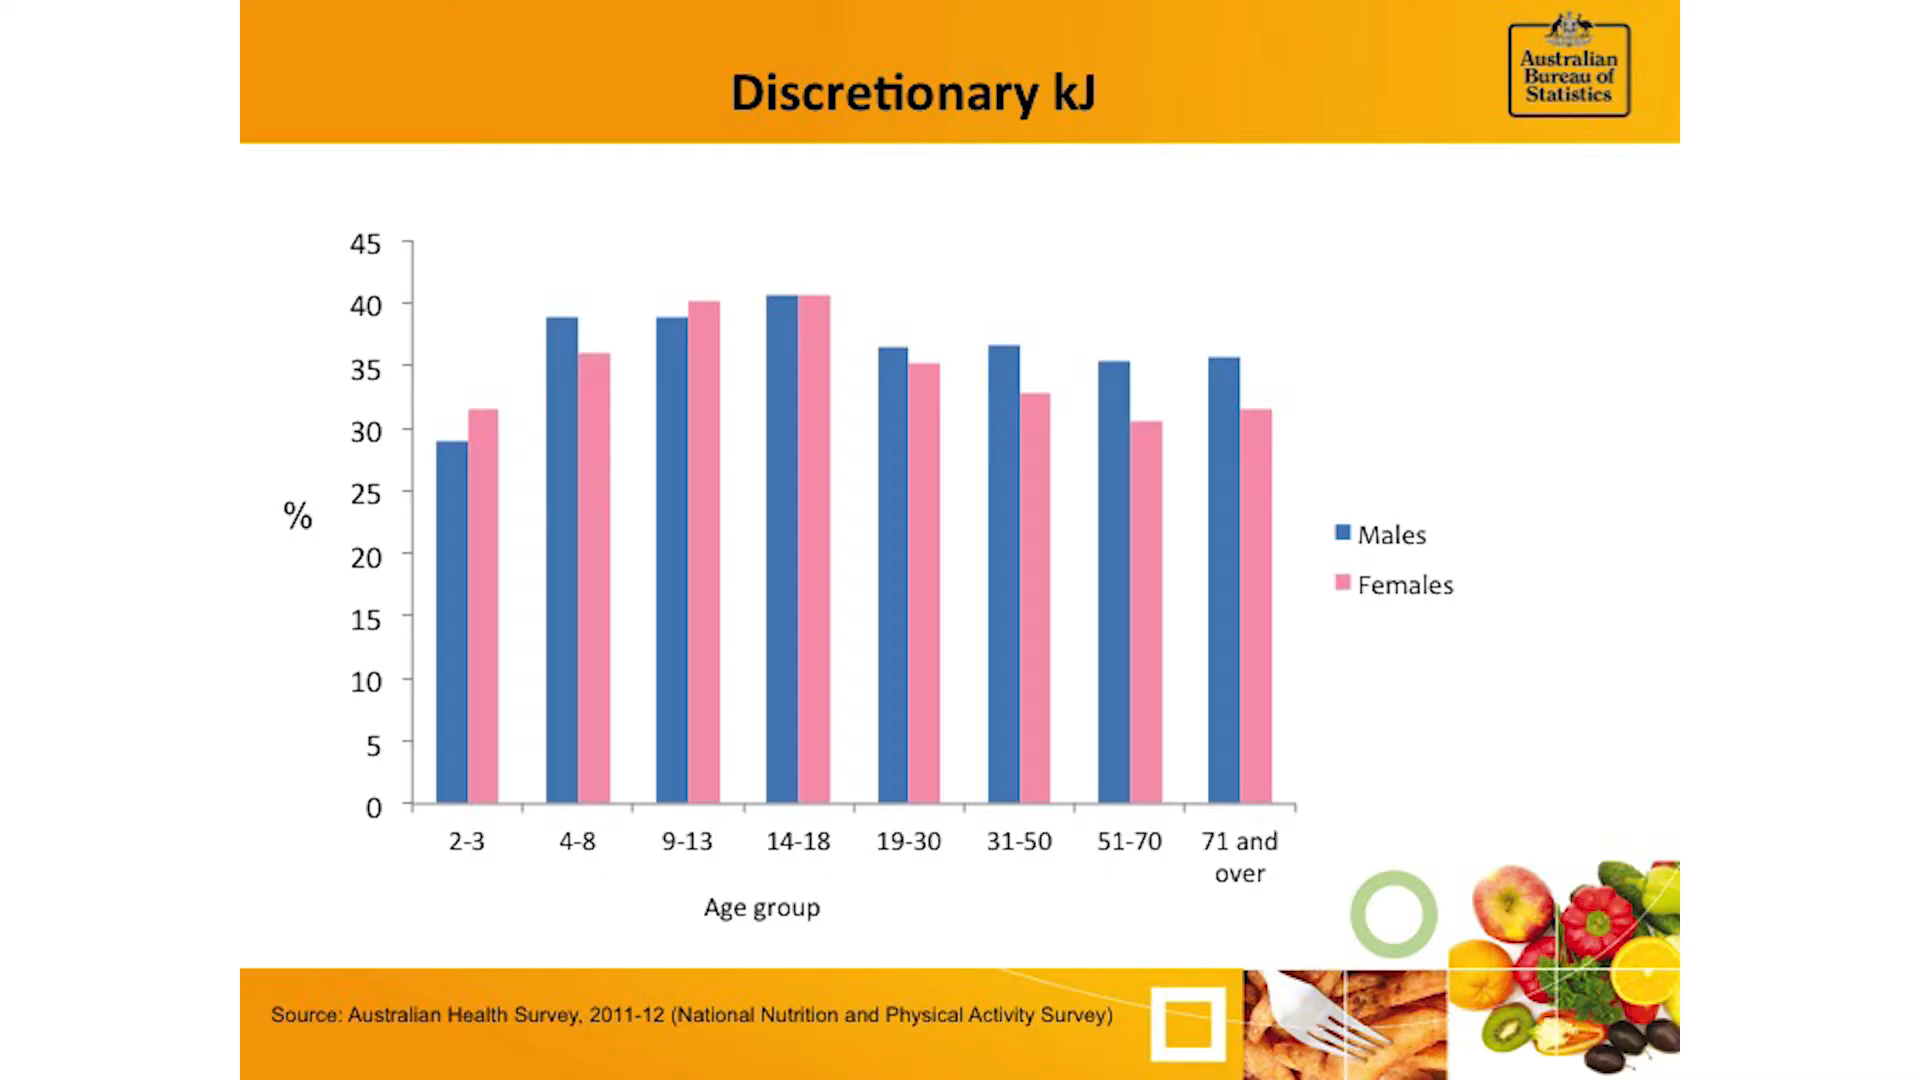 Discretionary kJ
Australian
Bureau of
Statistics
45
40
35
30
25
20
15
10
5
0
%
2-3 4-8 9-13 14-18 19-30 31-50 51-70 71 and
over
Age group
Males
Females
Source: Australian Health Survey, 2011-12 (National Nutrition and Physical Activity Survey)